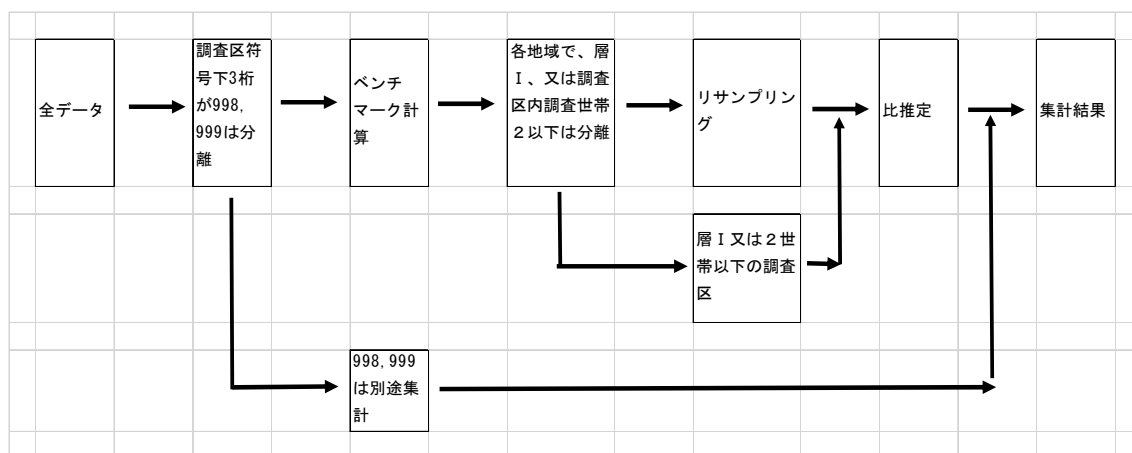 全データ
調査区符
号下3桁
が998,
999は分
離
ベンチ
マーク計
算
各地域で、層
Ⅰ、又は調査
区内調査世帯
２以下は分離
リサンプリン
グ
比推定
集計結果
層Ⅰ又は２世
帯以下の調査
区
998,999
は別途集
計